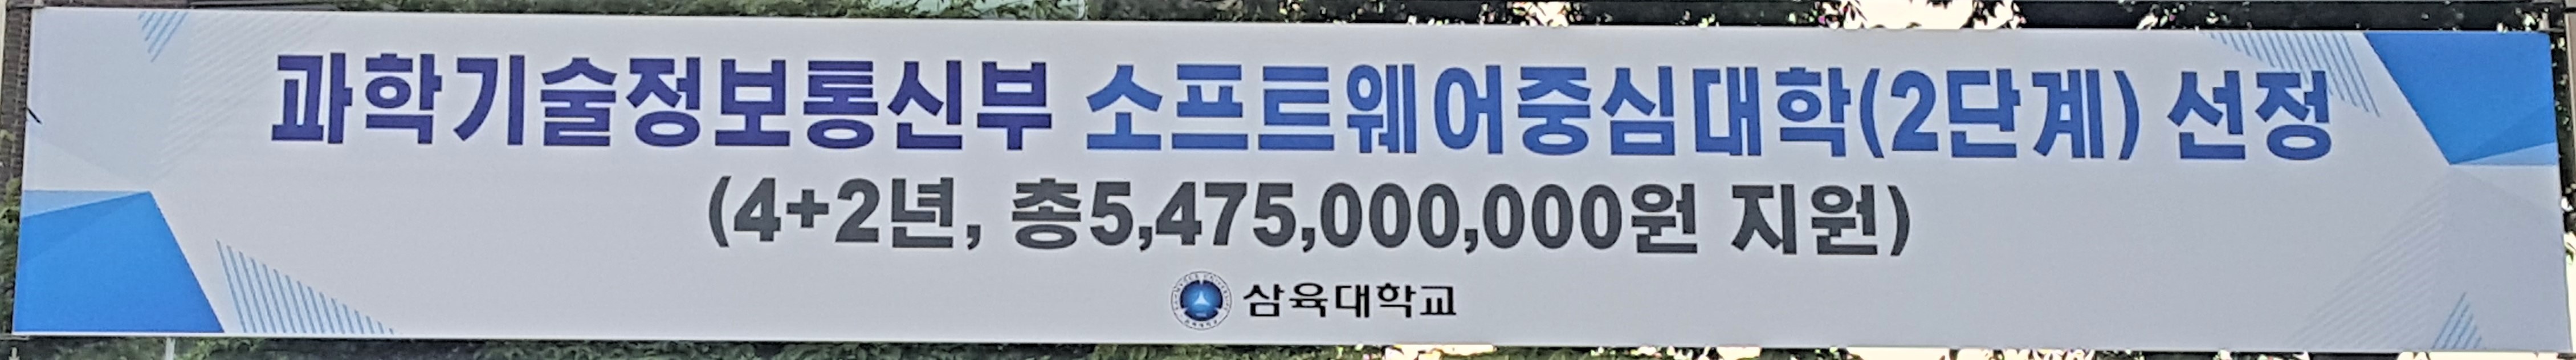 과학기술정보통신부 소프트웨어중심대학(2단계) 선정
(4+2년, 총5,475,000,000원 지원)
삼육대학교